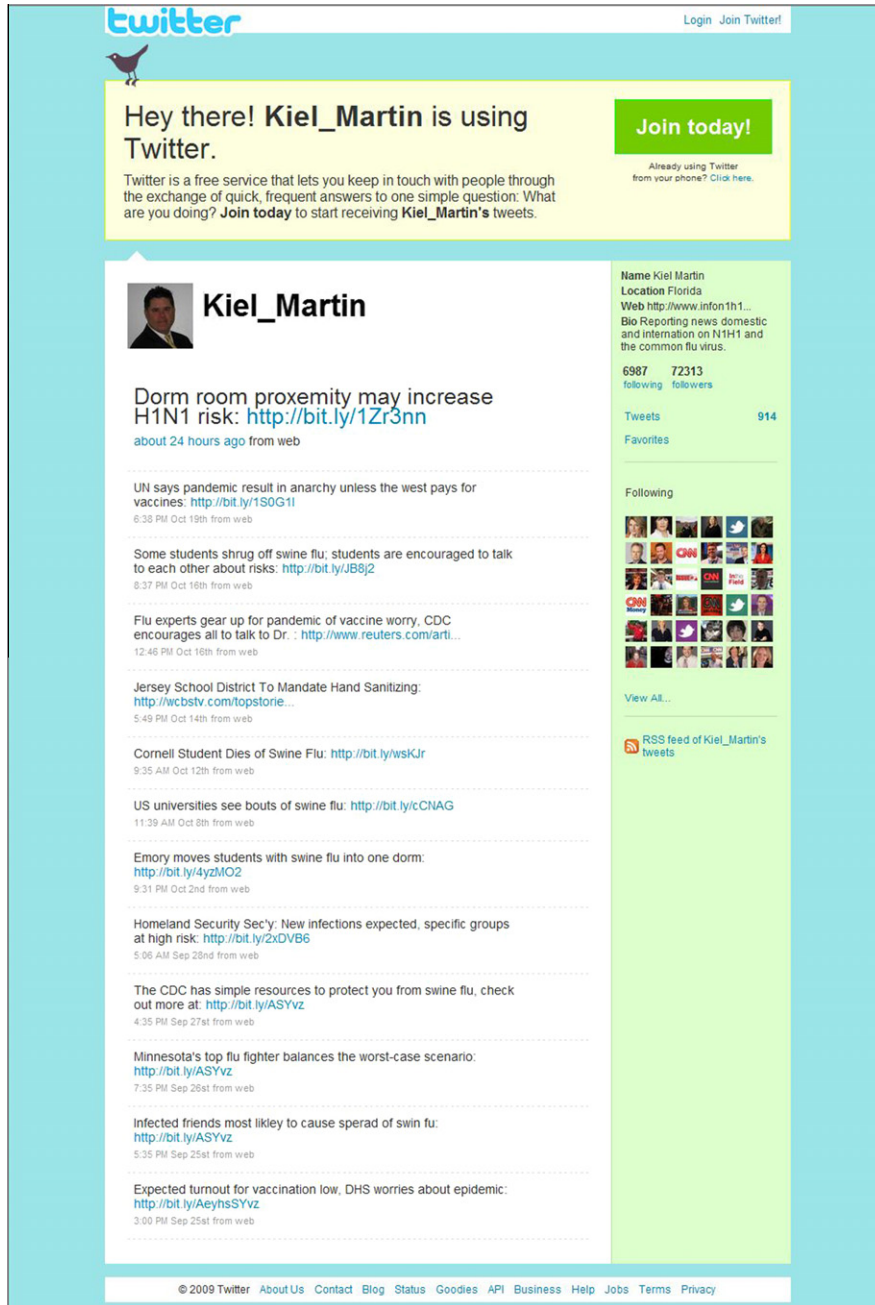 twitter
Login Join Twitter!
Hey there! Kiel_Martin is using
Twitter.
Twitter is a free service that lets you keep in touch with people through
the exchange of quick, frequent answers to one simple question: What
are you doing? Join today to start receiving Kiel_Martin's tweets.
Join today!
Already using Twitter
from your phone? Click here.
Kiel_Martin
Dorm room proxemity may increase
H1N1 risk: http://bit.ly/1Zr3nn
about 24 hours ago from web
UN says pandemic result in anarchy unless the west pays for
vaccines: http://bit.ly/1S0G1l
6:38 PM Oct 19th from web
Some students shrug off swine flu; students are encouraged to talk
to each other about risks: http://bit.ly/JB8j2
8:37 PM Oct 16th from web
Flu experts gear up for pandemic of vaccine worry, CDC
encourages all to talk to Dr. : http://www.reuters.com/arti...
12:46 PM Oct 16th from web
Jersey School District To Mandate Hand Sanitizing:
http://wcbstv.com/topstorie...
5:49 PM Oct 14th from web
Cornell Student Dies of Swine Flu: http://bit.ly/wsKJr
9:35 AM Oct 12th from web
US universities see bouts of swine flu: http://bit.ly/cCNAG
11:39 AM Oct 8th from web
Emory moves students with swine flu into one dorm:
http://bit.ly/4yzMO2
9:31 PM Oct 2nd from web
Homeland Security Sec'y: New infections expected, specific groups
at high risk: http://bit.ly/2xDVB6
5:06 AM Sep 28nd from web
The CDC has simple resources to protect you from swine flu, check
out more at: http://bit.ly/ASYvz
4:35 PM Sep 27st from web
Minnesota's top flu fighter balances the worst-case scenario:
http://bit.ly/ASYvz
7:35 PM Sep 26st from web
Infected friends most likley to cause sperad of swin fu:
http://bit.ly/ASYvz
5:35 PM Sep 25st from web
Expected turnout for vaccination low, DHS worries about epidemic:
http://bit.ly/AeyhsSYvz
3:00 PM Sep 25st from web
Name Kiel Martin
Location Florida
Web http://www.infon1h1...
Bio Reporting news domestic
and internation on N1H1 and
the common flu virus.
6987 72313
following followers
Tweets 914
Favorites
Following
CNN
CNN
In the Field
CNN Money
View All...
RSS feed of Kiel_Martin's
tweets
© 2009 Twitter About Us Contact Blog Status Goodies API Business Help Jobs Terms Privacy